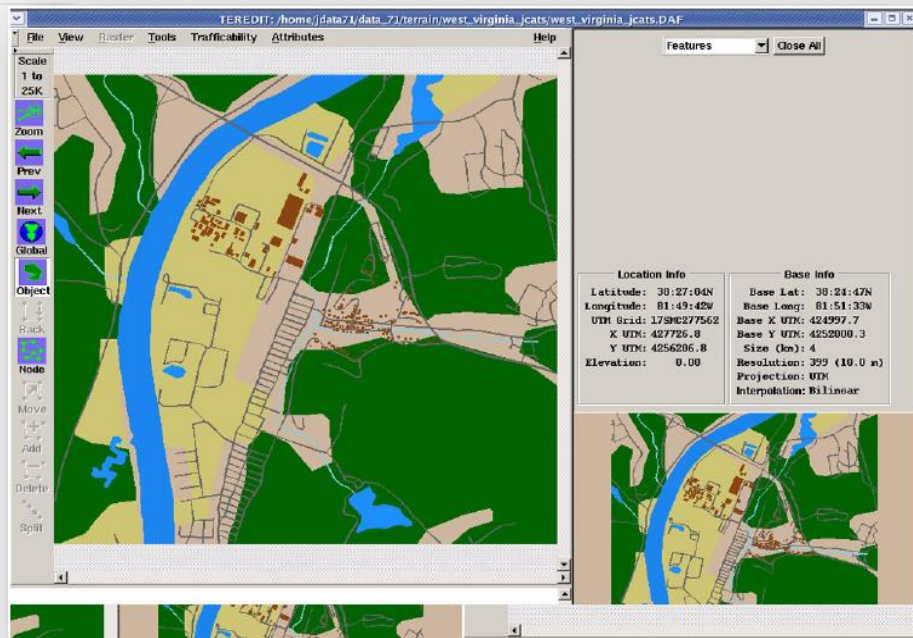 TEREDIT: /home/jdata71/data_71/terrain/west_virginia_jcats/west_virginia_jcats.DAF
File View Raster Tools Trafficability Attributes Help
Scale
1 to
25K
Zoom
Prev
Next
Global
Object
Back
Node
Move
Add
Delete
Split
Features Close All
Location Info
Latitude: 38:27:04N
Longitude: 81:49:42W
UTM Grid: 17SMC277562
X UTM: 427726.8
Y UTM: 4256206.8
Elevation: 0.00
Base Info
Base Lat: 38:24:47N
Base Long: 81:51:33W
Base X UTM: 424997.7
Base Y UTM: 4252000.3
Size (km): 4
Resolution: 399 (10.0 m)
Projection: UTM
Interpolation: Bilinear